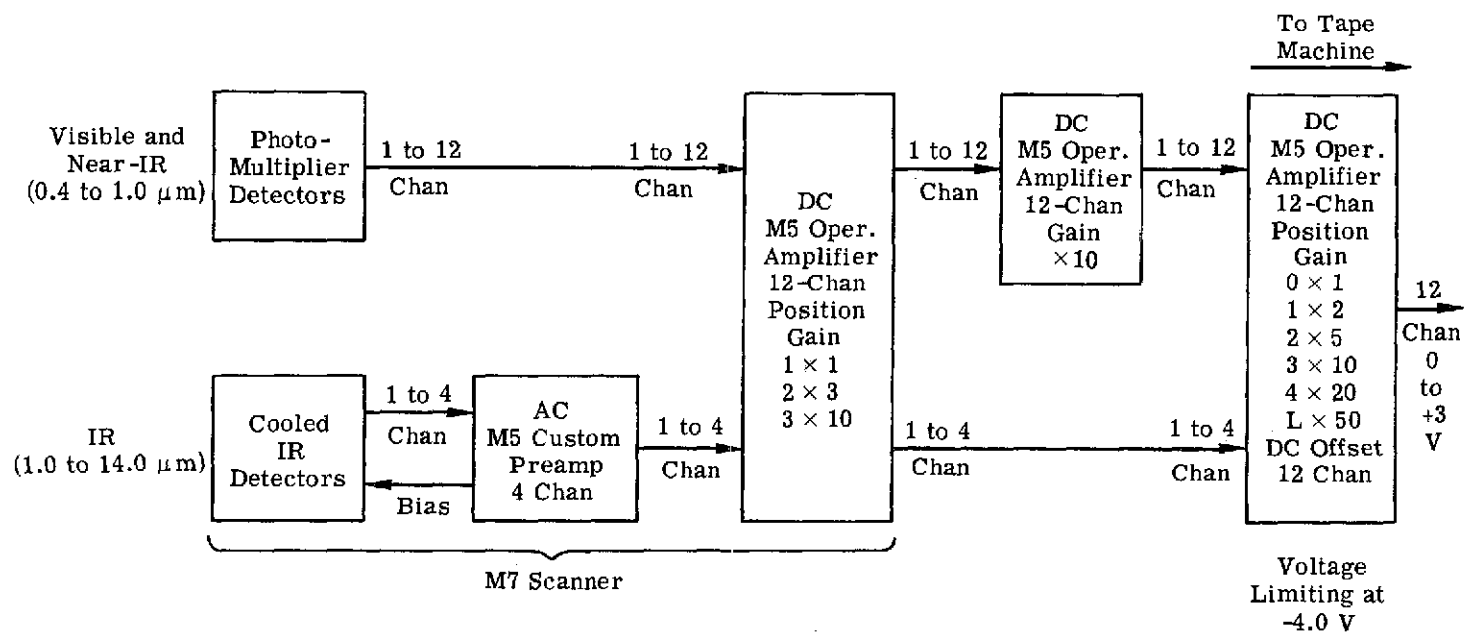 To Tape
Machine
Visible and
Near-IR
(0.4 to 1.0 μm)
Photo-
Multiplier
Detectors
1 to 12
Chan
1 to 12
Chan
DC
M5 Oper.
Amplifier
12-Chan
Position
Gain
1 × 1
2 × 3
3 × 10
1 to 12
Chan
DC
M5 Oper.
Amplifier
12-Chan
Gain
×10
1 to 12
Chan
DC
M5 Oper.
Amplifier
12-Chan
Position
Gain
0 × 1
1 × 2
2 × 5
3 × 10
4 × 20
L × 50
DC Offset
12 Chan
12
Chan
0
to
+3
V
IR
(1.0 to 14.0 μm)
Cooled
IR
Detectors
1 to 4
Chan
Bias
AC
M5 Custom
Preamp
4 Chan
1 to 4
Chan
1 to 4
Chan
1 to 4
Chan
M7 Scanner
Voltage
Limiting at
-4.0 V